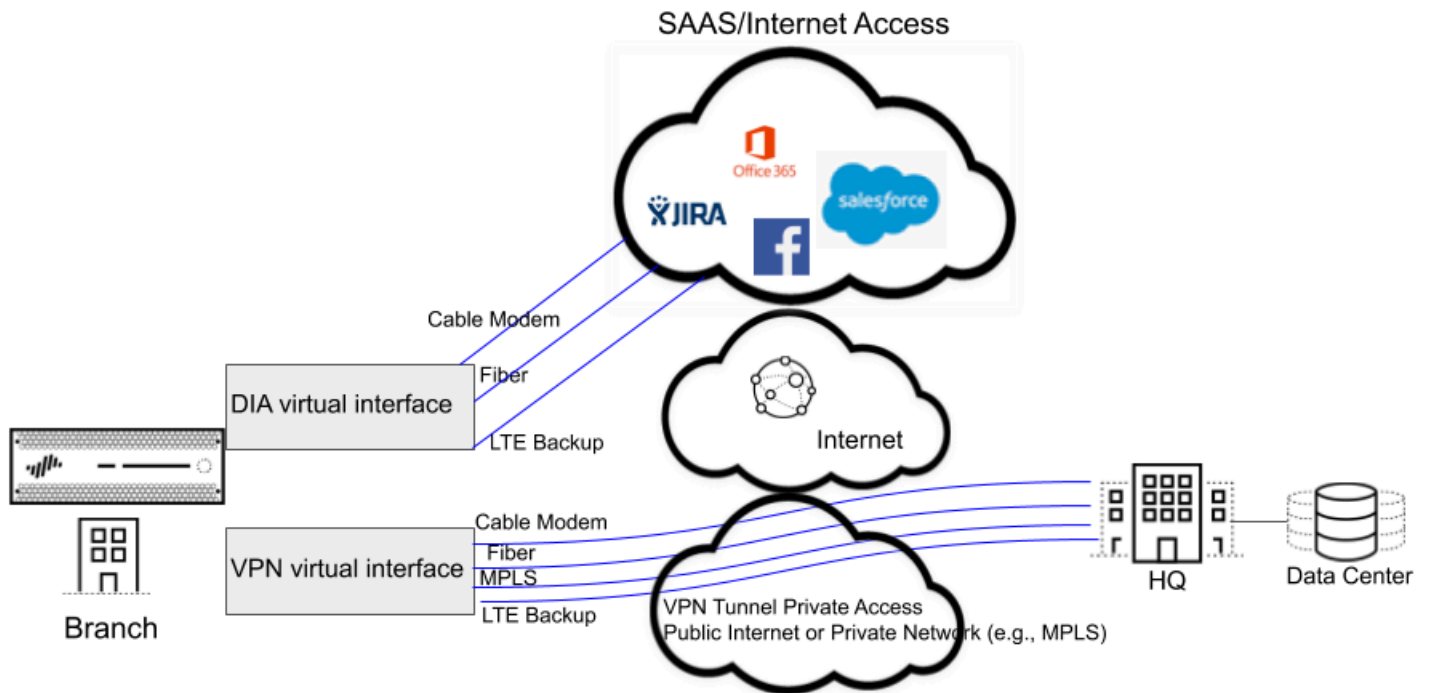 SAAS/Internet Access
Office 365
salesforce
JIRA
f
Cable Modem
Fiber
DIA virtual interface
LTE Backup
Internet
Cable Modem
Fiber
VPN virtual interface
MPLS
LTE Backup
VPN Tunnel Private Access
Public Internet or Private Network (e.g., MPLS)
HQ
Data Center
Branch